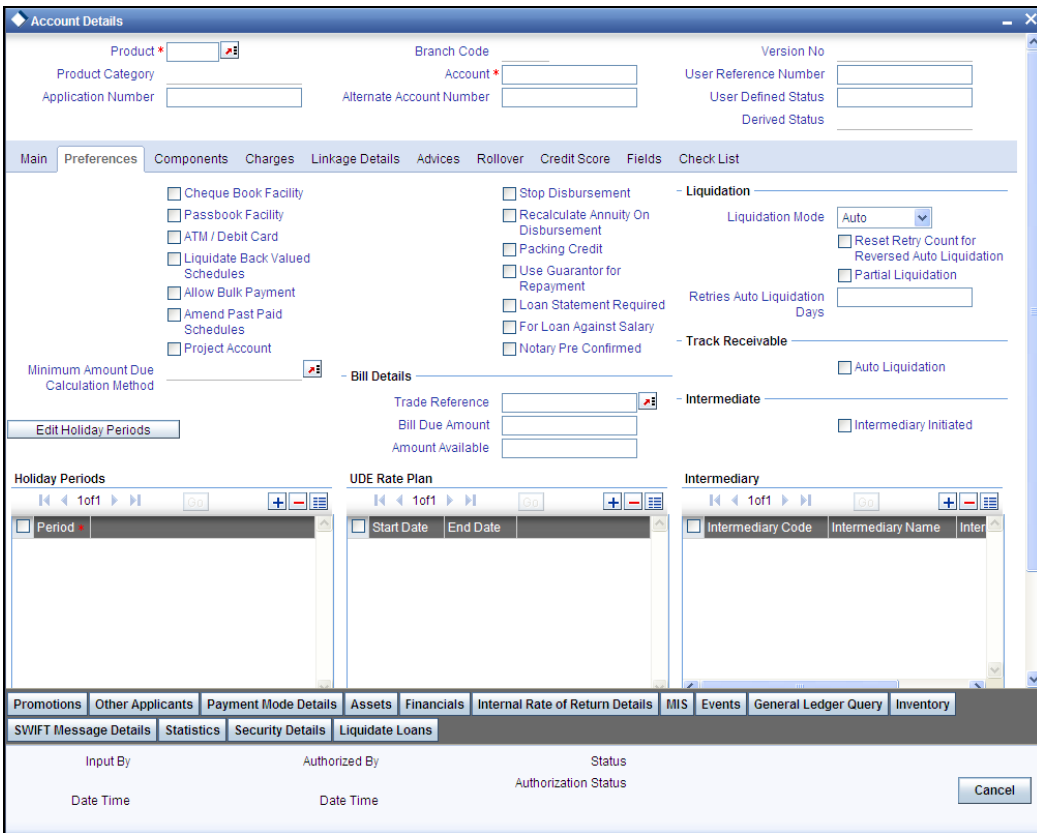 Account Details
Product *
Branch Code
Version No
Product Category
Account *
User Reference Number
Application Number
Alternate Account Number
User Defined Status
Derived Status
Main Preferences Components Charges Linkage Details Advices Rollover Credit Score Fields Check List
Cheque Book Facility
Passbook Facility
ATM / Debit Card
Liquidate Back Valued
Schedules
Allow Bulk Payment
Amend Past Paid
Schedules
Project Account
Minimum Amount Due
Calculation Method
Edit Holiday Periods
Stop Disbursement
Recalculate Annuity On
Disbursement
Packing Credit
Use Guarantor for
Repayment
Loan Statement Required
For Loan Against Salary
Notary Pre Confirmed
Bill Details
Trade Reference
Bill Due Amount
Amount Available
Liquidation
Liquidation Mode Auto
Reset Retry Count for
Reversed Auto Liquidation
Partial Liquidation
Retries Auto Liquidation
Days
Track Receivable
Auto Liquidation
Intermediate
Intermediary Initiated
Holiday Periods
1of1 Go
Period *
UDE Rate Plan
1of1 Go
Start Date End Date
Intermediary
1of1 Go
Intermediary Code Intermediary Name Inter
Promotions Other Applicants Payment Mode Details Assets Financials Internal Rate of Return Details MIS Events General Ledger Query Inventory
SWIFT Message Details Statistics Security Details Liquidate Loans
Input By Authorized By Status
Authorization Status
Date Time Date Time
Cancel